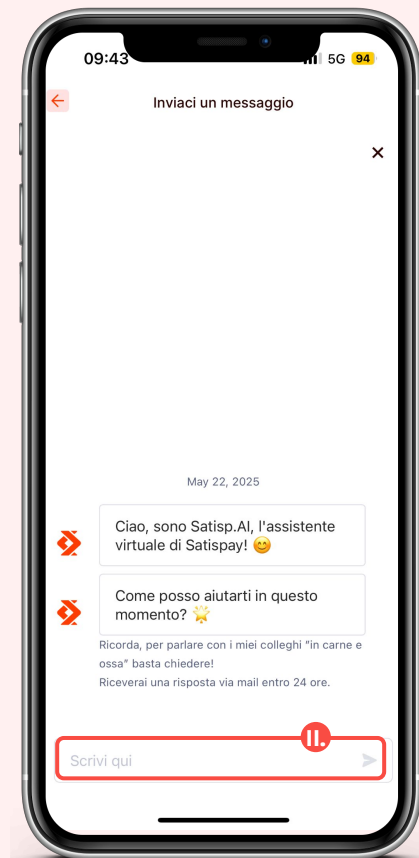 09:43
5G 94
Inviaci un messaggio
×
May 22, 2025
Ciao, sono Satisp.AI, l'assistente
virtuale di Satispay! 😊
Come posso aiutarti in questo
momento? 🌟
Ricorda, per parlare con i miei colleghi "in carne e
ossa" basta chiedere!
Riceverai una risposta via mail entro 24 ore.
II.
Scrivi qui